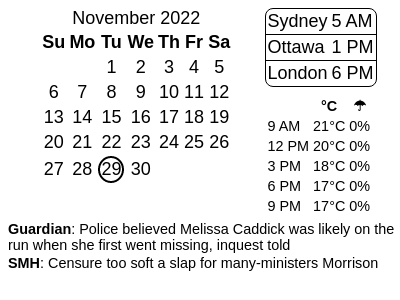 November 2022
Su Mo Tu We Th Fr Sa
1 2 3 4 5
6 7 8 9 10 11 12
13 14 15 16 17 18 19
20 21 22 23 24 25 26
27 28 29 30
Sydney 5 AM
Ottawa 1 PM
London 6 PM
°C ☂
9 AM 21°C 0%
12 PM 20°C 0%
3 PM 18°C 0%
6 PM 17°C 0%
9 PM 17°C 0%
Guardian: Police believed Melissa Caddick was likely on the
run when she first went missing, inquest told
SMH: Censure too soft a slap for many-ministers Morrison